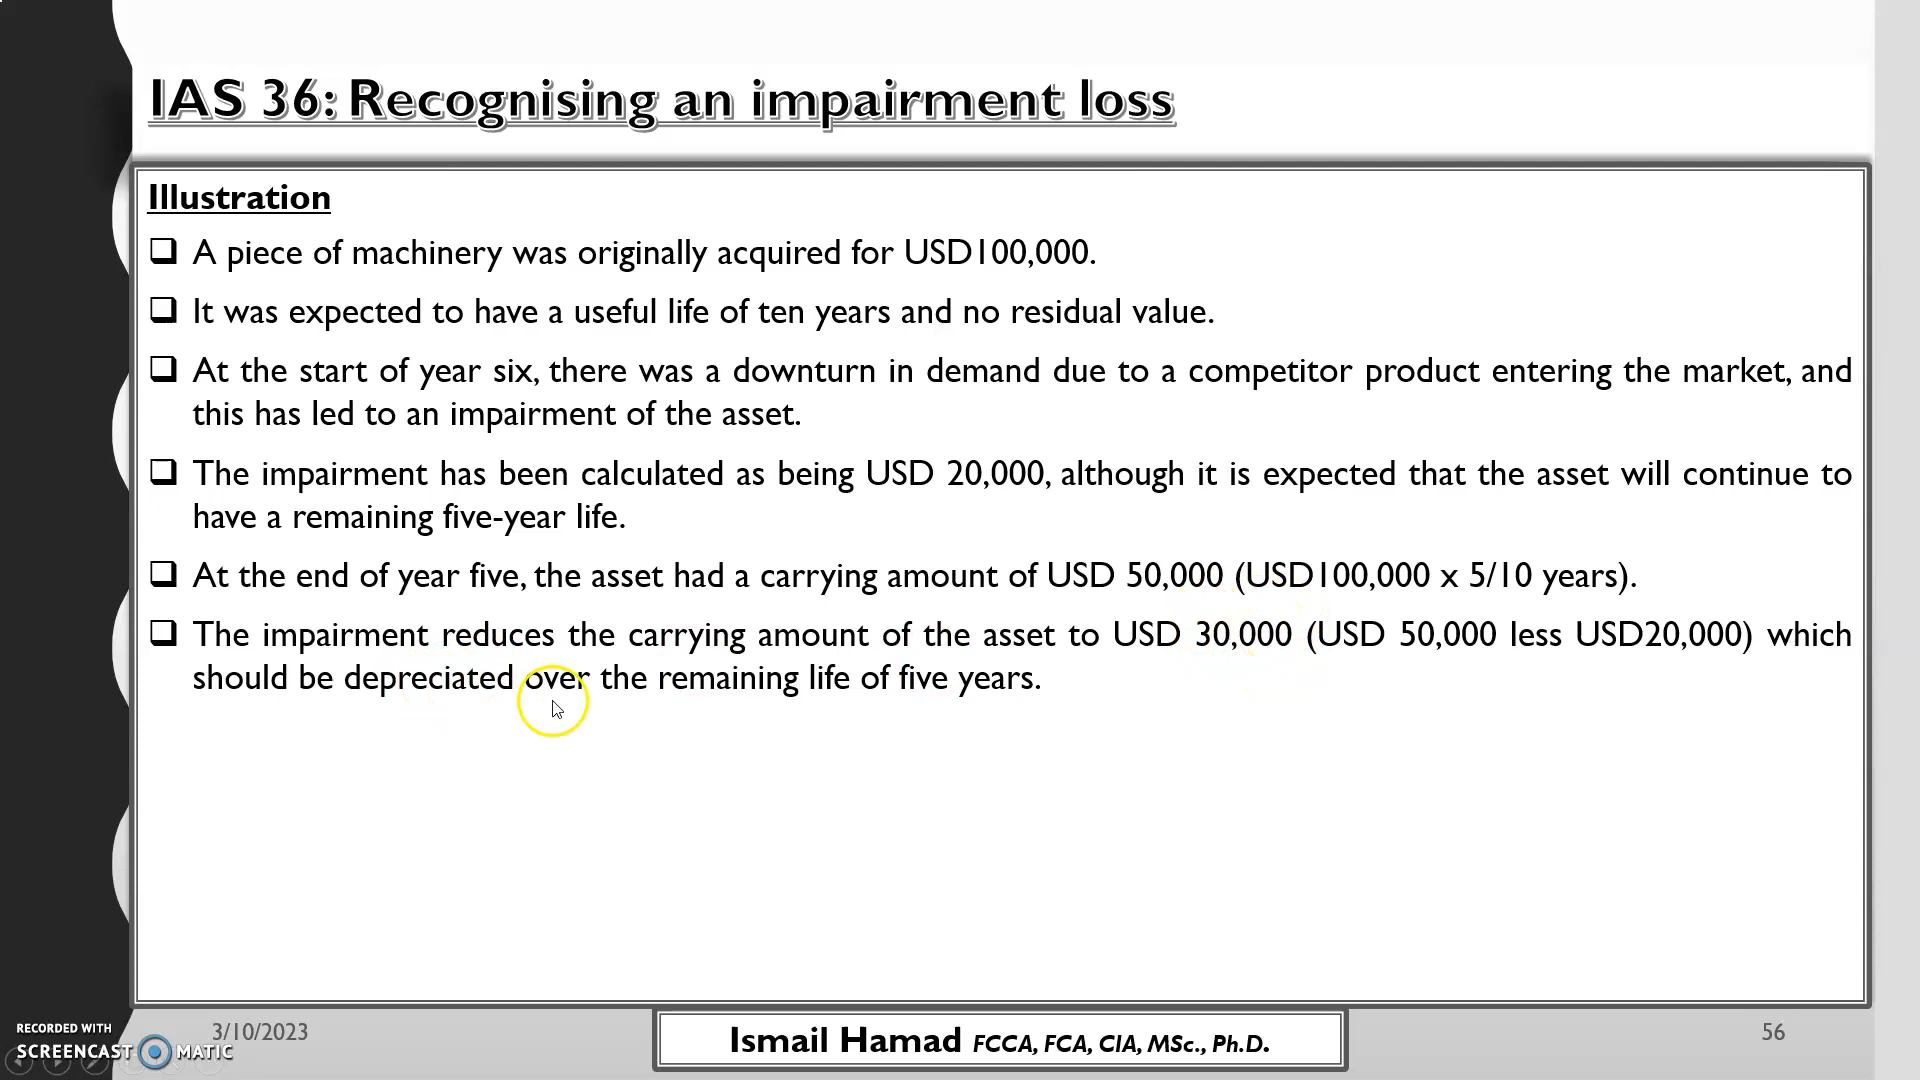 IAS 36: Recognising an impairment loss
Illustration
❑ A piece of machinery was originally acquired for USD100,000.
❑ It was expected to have a useful life of ten years and no residual value.
❑ At the start of year six, there was a downturn in demand due to a competitor product entering the market, and
this has led to an impairment of the asset.
❑ The impairment has been calculated as being USD 20,000, although it is expected that the asset will continue to
have a remaining five-year life.
❑ At the end of year five, the asset had a carrying amount of USD 50,000 (USD100,000 x 5/10 years).
❑ The impairment reduces the carrying amount of the asset to USD 30,000 (USD 50,000 less USD20,000) which
should be depreciated over the remaining life of five years.
RECORDED WITH
SCREENCAST MATIC
3/10/2023
Ismail Hamad FCCA, FCA, CIA, MSc., Ph.D.
56